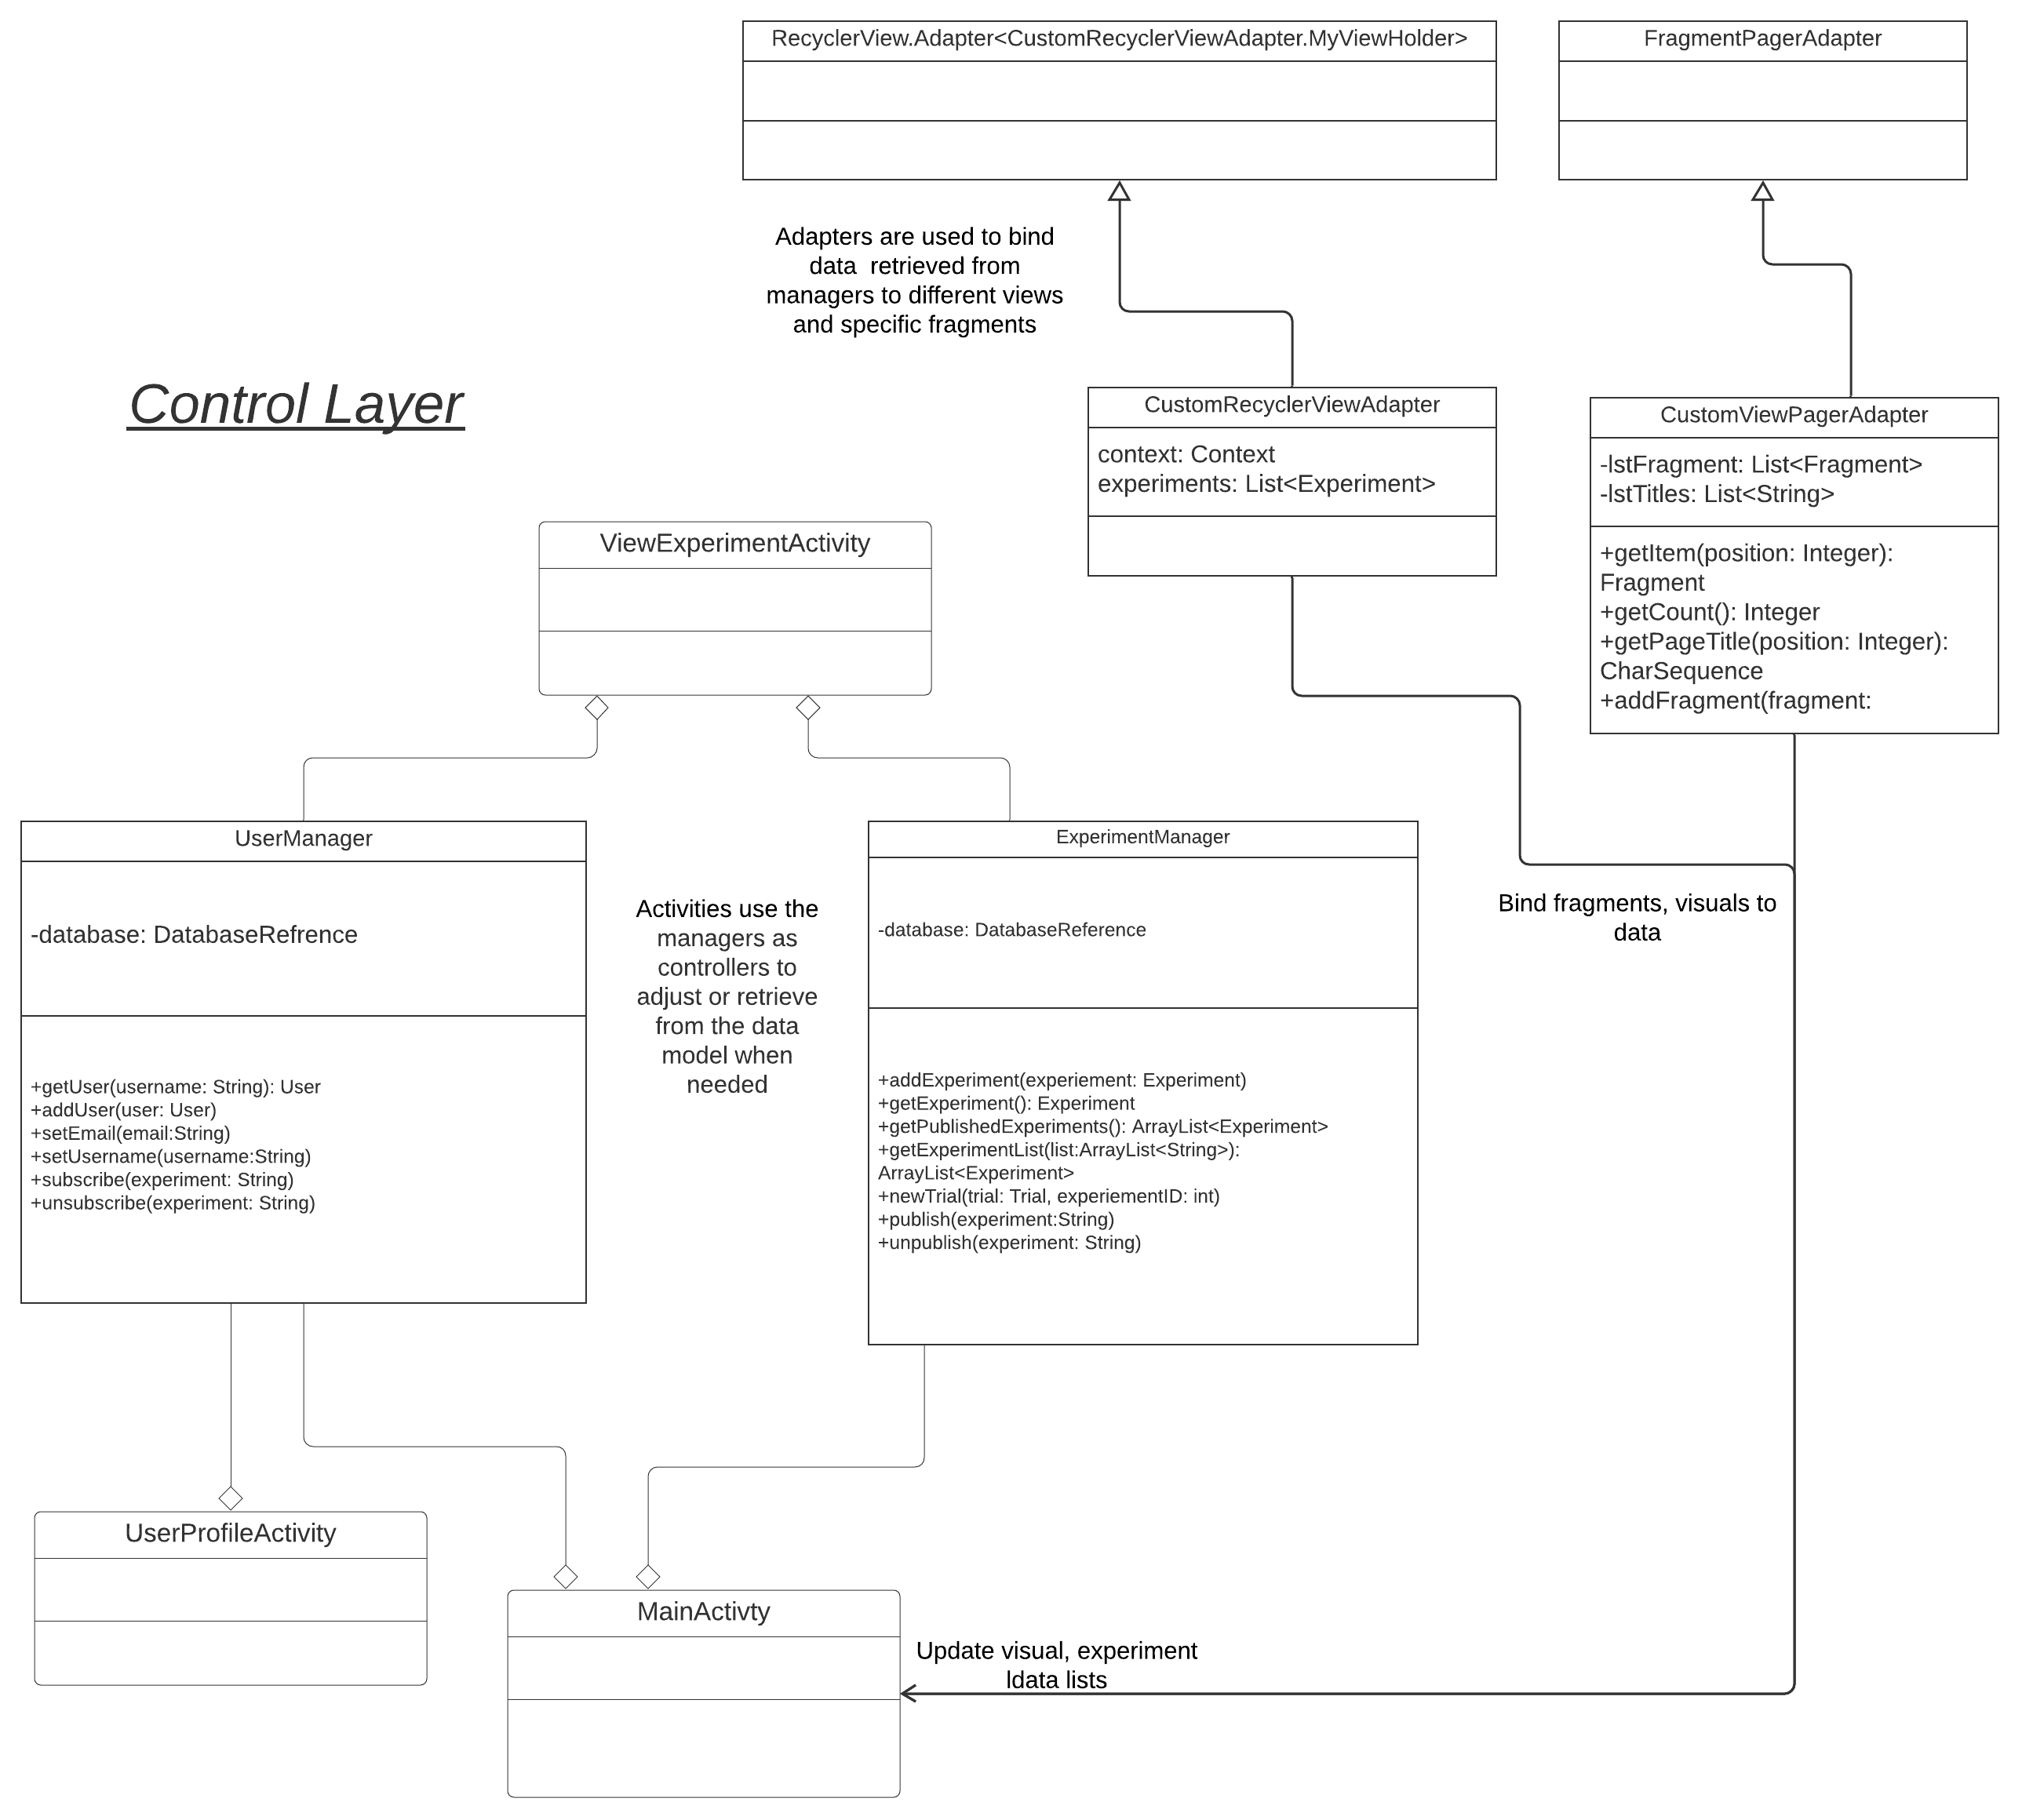 RecyclerView.Adapter<CustomRecyclerViewAdapter.MyViewHolder>
FragmentPagerAdapter
Adapters are used to bind
data  retrieved from
managers to different views
and specific fragments
Control Layer
CustomRecyclerViewAdapter
context: Context
experiments: List<Experiment>
CustomViewPagerAdapter
-lstFragment: List<Fragment>
-lstTitles: List<String>
+getItem(position: Integer):
Fragment
+getCount(): Integer
+getPageTitle(position: Integer):
CharSequence
+addFragment(fragment:
ViewExperimentActivity
UserManager
-database: DatabaseRefrence
+getUser(username: String): User
+addUser(user: User)
+setEmail(email:String)
+setUsername(username:String)
+subscribe(experiment: String)
+unsubscribe(experiment: String)
Activities use the
managers as
controllers to
adjust or retrieve
from the data
model when
needed
ExperimentManager
-database: DatabaseReference
+addExperiment(experiement: Experiment)
+getExperiment(): Experiment
+getPublishedExperiments(): ArrayList<Experiment>
+getExperimentList(list:ArrayList<String>):
ArrayList<Experiment>
+newTrial(trial: Trial, experiementID: int)
+publish(experiment:String)
+unpublish(experiment: String)
Bind fragments, visuals to
data
UserProfileActivity
MainActivty
Update visual, experiment
ldata lists